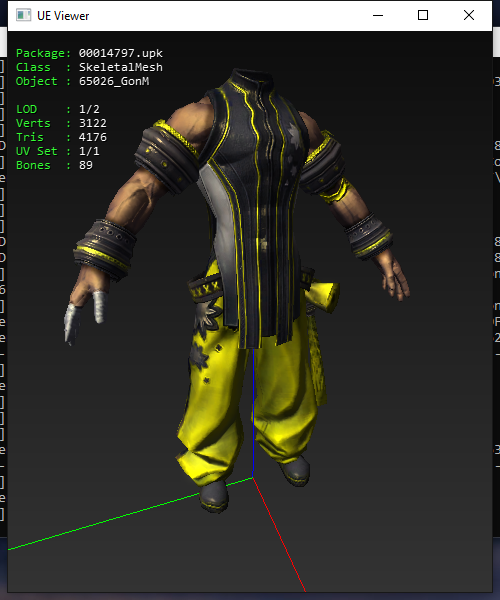 UE Viewer
Package: 00014797.upk
Class  : SkeletalMesh
Object : 65026_GonM
LOD    : 1/2
Verts  : 3122
Tris   : 4176
UV Set : 1/1
Bones  : 89